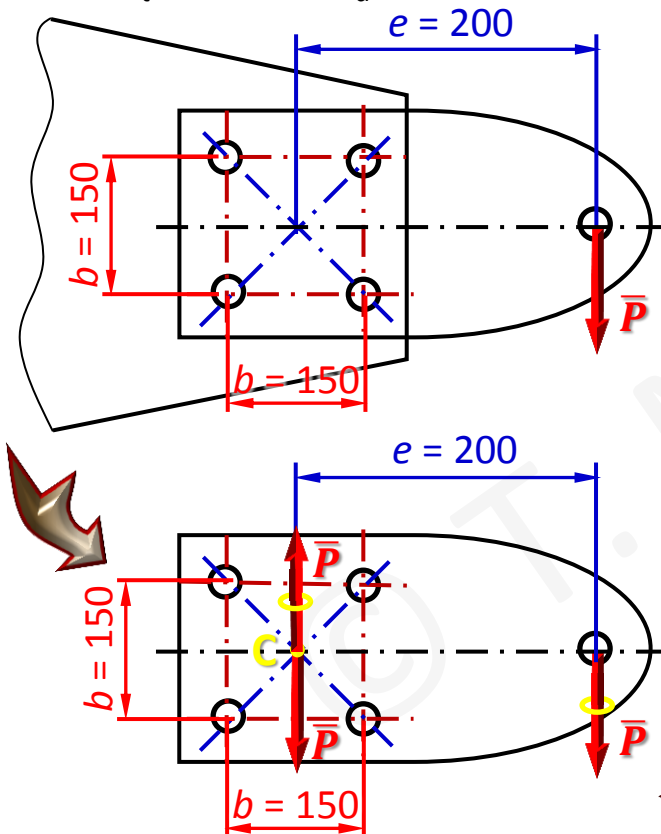 e = 200
b = 150
P̅
b = 150
e = 200
P̅
b = 150
C
P̅
P̅
b = 150
© T.